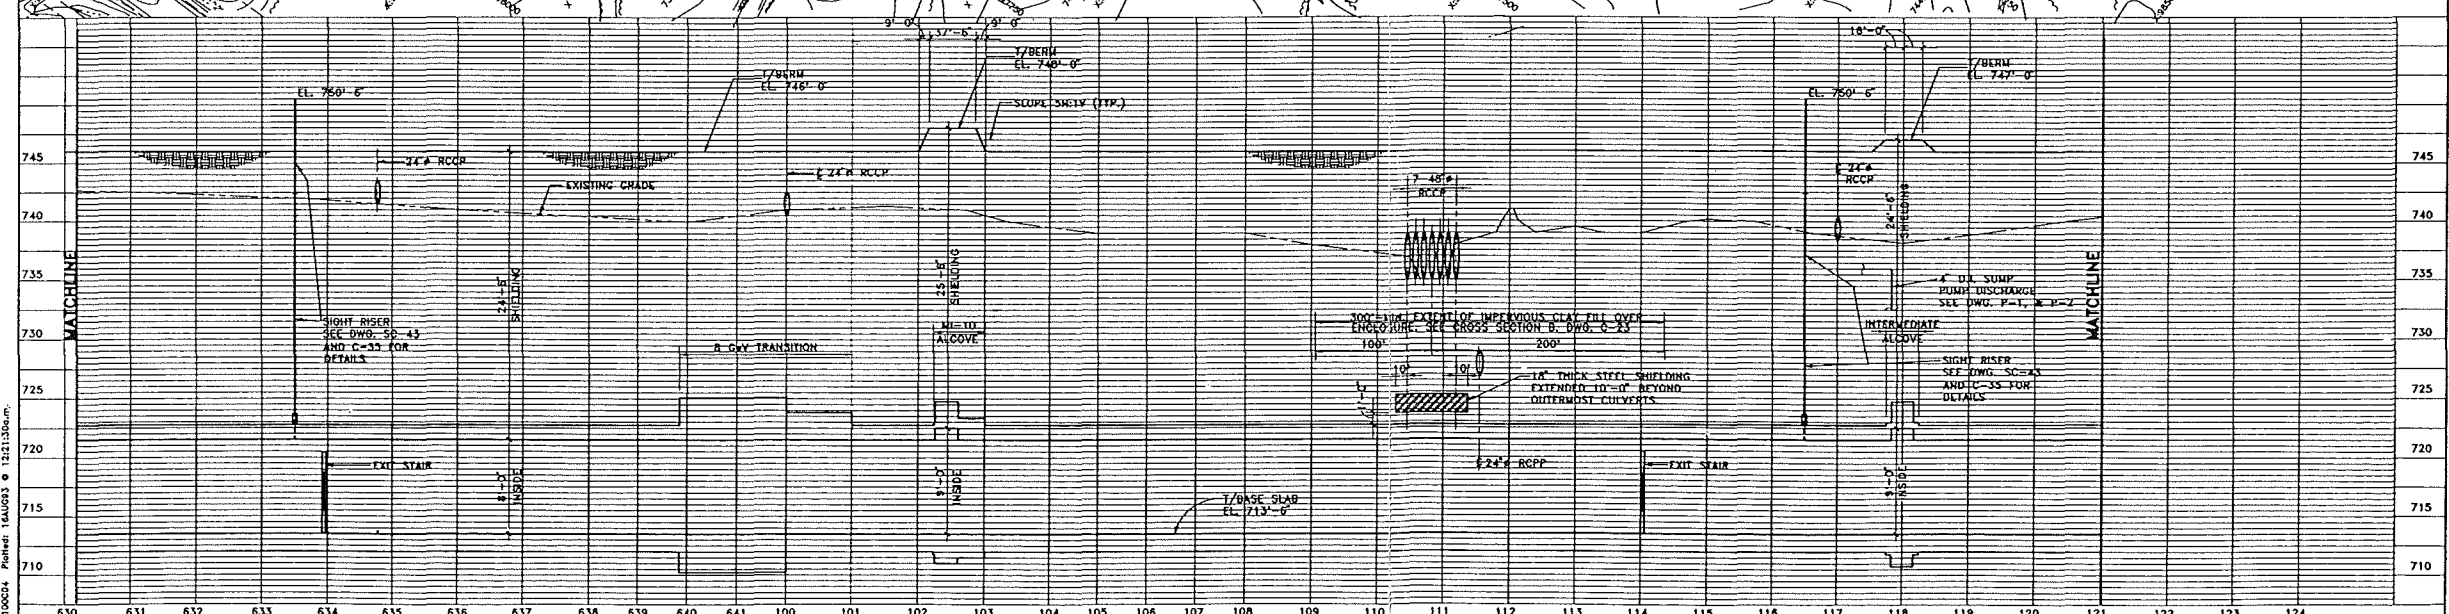 9'-0"
37'-6"
9'-0"
T/BERM
EL. 748'-0"
18'-0"
T/BERM
EL. 746'-0"
T/BERM
EL. 747'-0"
EL. 750'-6"
SLOPE 5H:1V (TYP.)
EL. 750'-6"
745
24"ø RCCP
EXISTING GRADE
24"ø RCCP
7-48"ø
RCCP
24"ø
RCCP
745
740
740
MATCHLINE
735
24'-6"
SHIELDING
25'-6"
SHIELDING
24'-6"
SHIELDING
4" D.I. SUMP
PUMP DISCHARGE
SEE DWG. P-1, & P-2
MATCHLINE
735
730
SIGHT RISER
SEE DWG. SC-43
AND C-35 FOR
DETAILS
8 GeV TRANSITION
MI-10
ALCOVE
EXTENT OF IMPERVIOUS CLAY FILL OVER
ENCLOSURE. SEE CROSS SECTION B, DWG. C-23
100'
200'
INTERMEDIATE
ALCOVE
730
725
18" THICK STEEL SHIELDING
EXTENDED 10'-0" BEYOND
OUTERMOST CULVERTS
SIGHT RISER
SEE DWG. SC-43
AND C-35 FOR
DETAILS
725
720
EXIT STAIR
8'-0"
INSIDE
9'-0"
INSIDE
24"ø RCPP
EXIT STAIR
9'-0"
INSIDE
720
715
T/BASE SLAB
EL. 713'-6"
715
710
710
630 631 632 633 634 635 636 637 638 639 640 641 100 101 102 103 104 105 106 107 108 109 110 111 112 113 114 115 116 117 118 119 120 121 122 123 124
Plotted: 16AUG93 @ 12:21:30a.m.